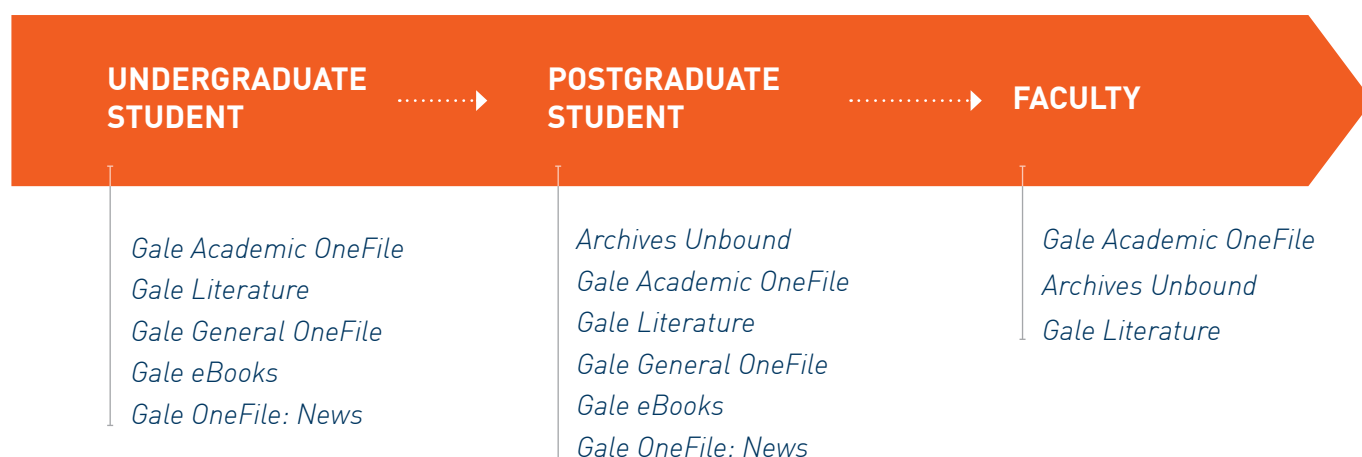 UNDERGRADUATE
STUDENT
POSTGRADUATE
STUDENT
FACULTY
Gale Academic OneFile
Gale Literature
Gale General OneFile
Gale eBooks
Gale OneFile: News
Archives Unbound
Gale Academic OneFile
Gale Literature
Gale General OneFile
Gale eBooks
Gale OneFile: News
Gale Academic OneFile
Archives Unbound
Gale Literature